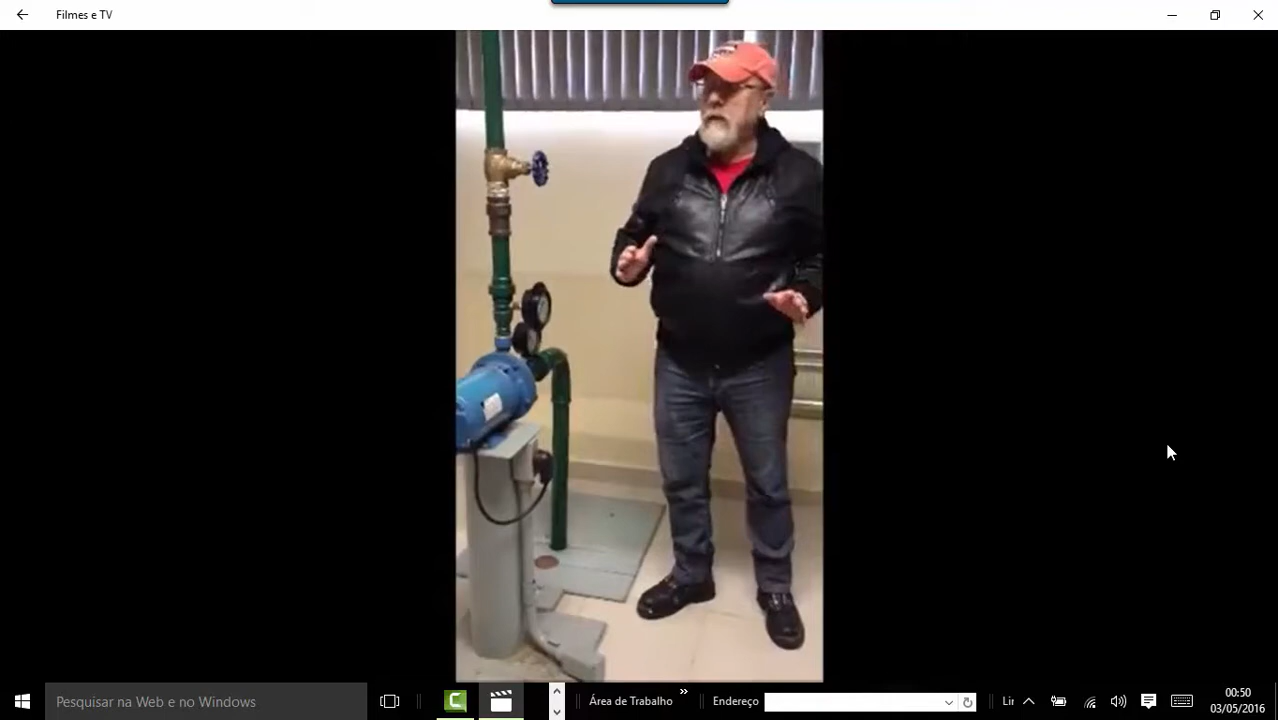 Filmes e TV
Pesquisar na Web e no Windows
Área de Trabalho
»
Endereço
Lir
00:50
03/05/2016